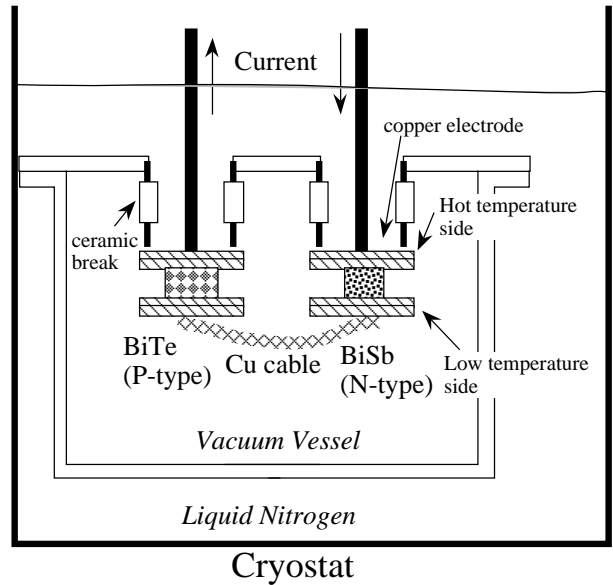 Current
copper electrode
Hot temperature
side
ceramic
break
BiTe
(P-type)
Cu cable
BiSb
(N-type)
Low temperature
side
Vacuum Vessel
Liquid Nitrogen
Cryostat